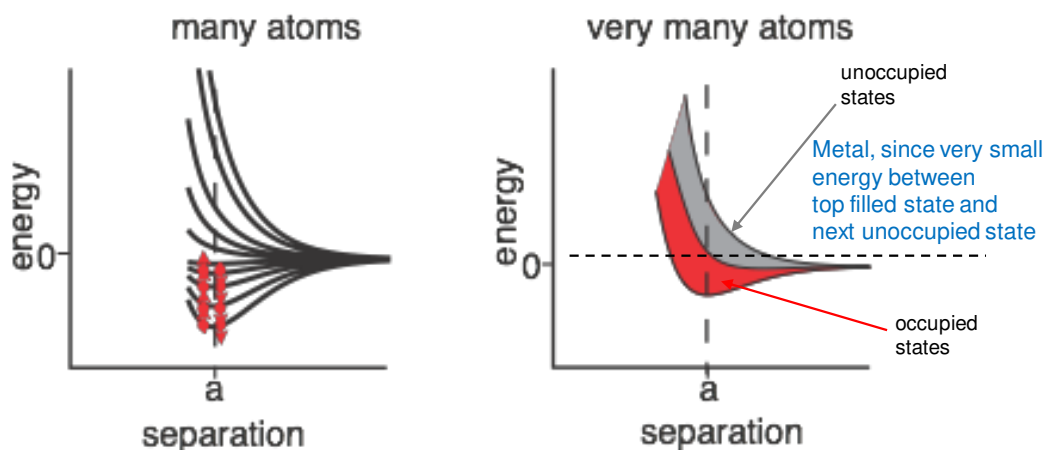 many atoms
energy
0
a
separation
very many atoms
unoccupied
states
Metal, since very small
energy between
top filled state and
next unoccupied state
energy
0
occupied
states
a
separation